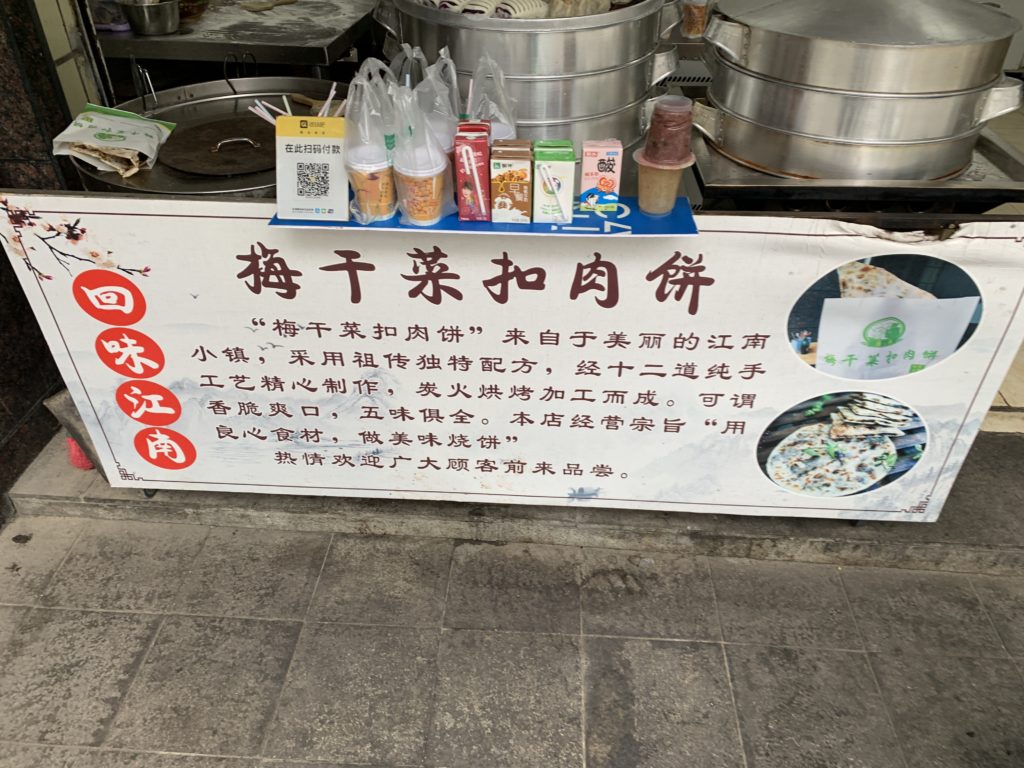 在此扫码付款
酸
梅干菜扣肉饼
回味江南
“梅干菜扣肉饼”来自于美丽的江南
小镇，采用祖传独特配方，经十二道纯手
工艺精心制作，炭火烘烤加工而成。可谓
香脆爽口，五味俱全。本店经营宗旨“用
良心食材，做美味烧饼”
热情欢迎广大顾客前来品尝。
梅干菜扣肉饼